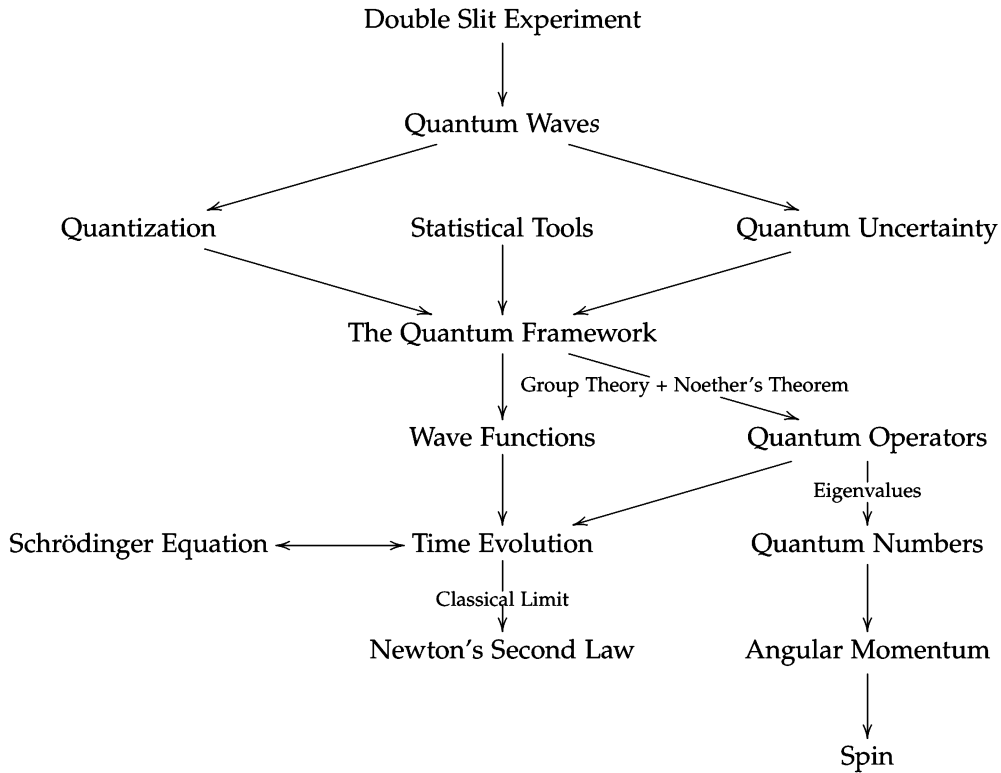 Double Slit Experiment
Quantum Waves
Quantization
Statistical Tools
Quantum Uncertainty
The Quantum Framework
Group Theory + Noether's Theorem
Wave Functions
Quantum Operators
Eigenvalues
Schrödinger Equation
Time Evolution
Quantum Numbers
Classical Limit
Newton's Second Law
Angular Momentum
Spin